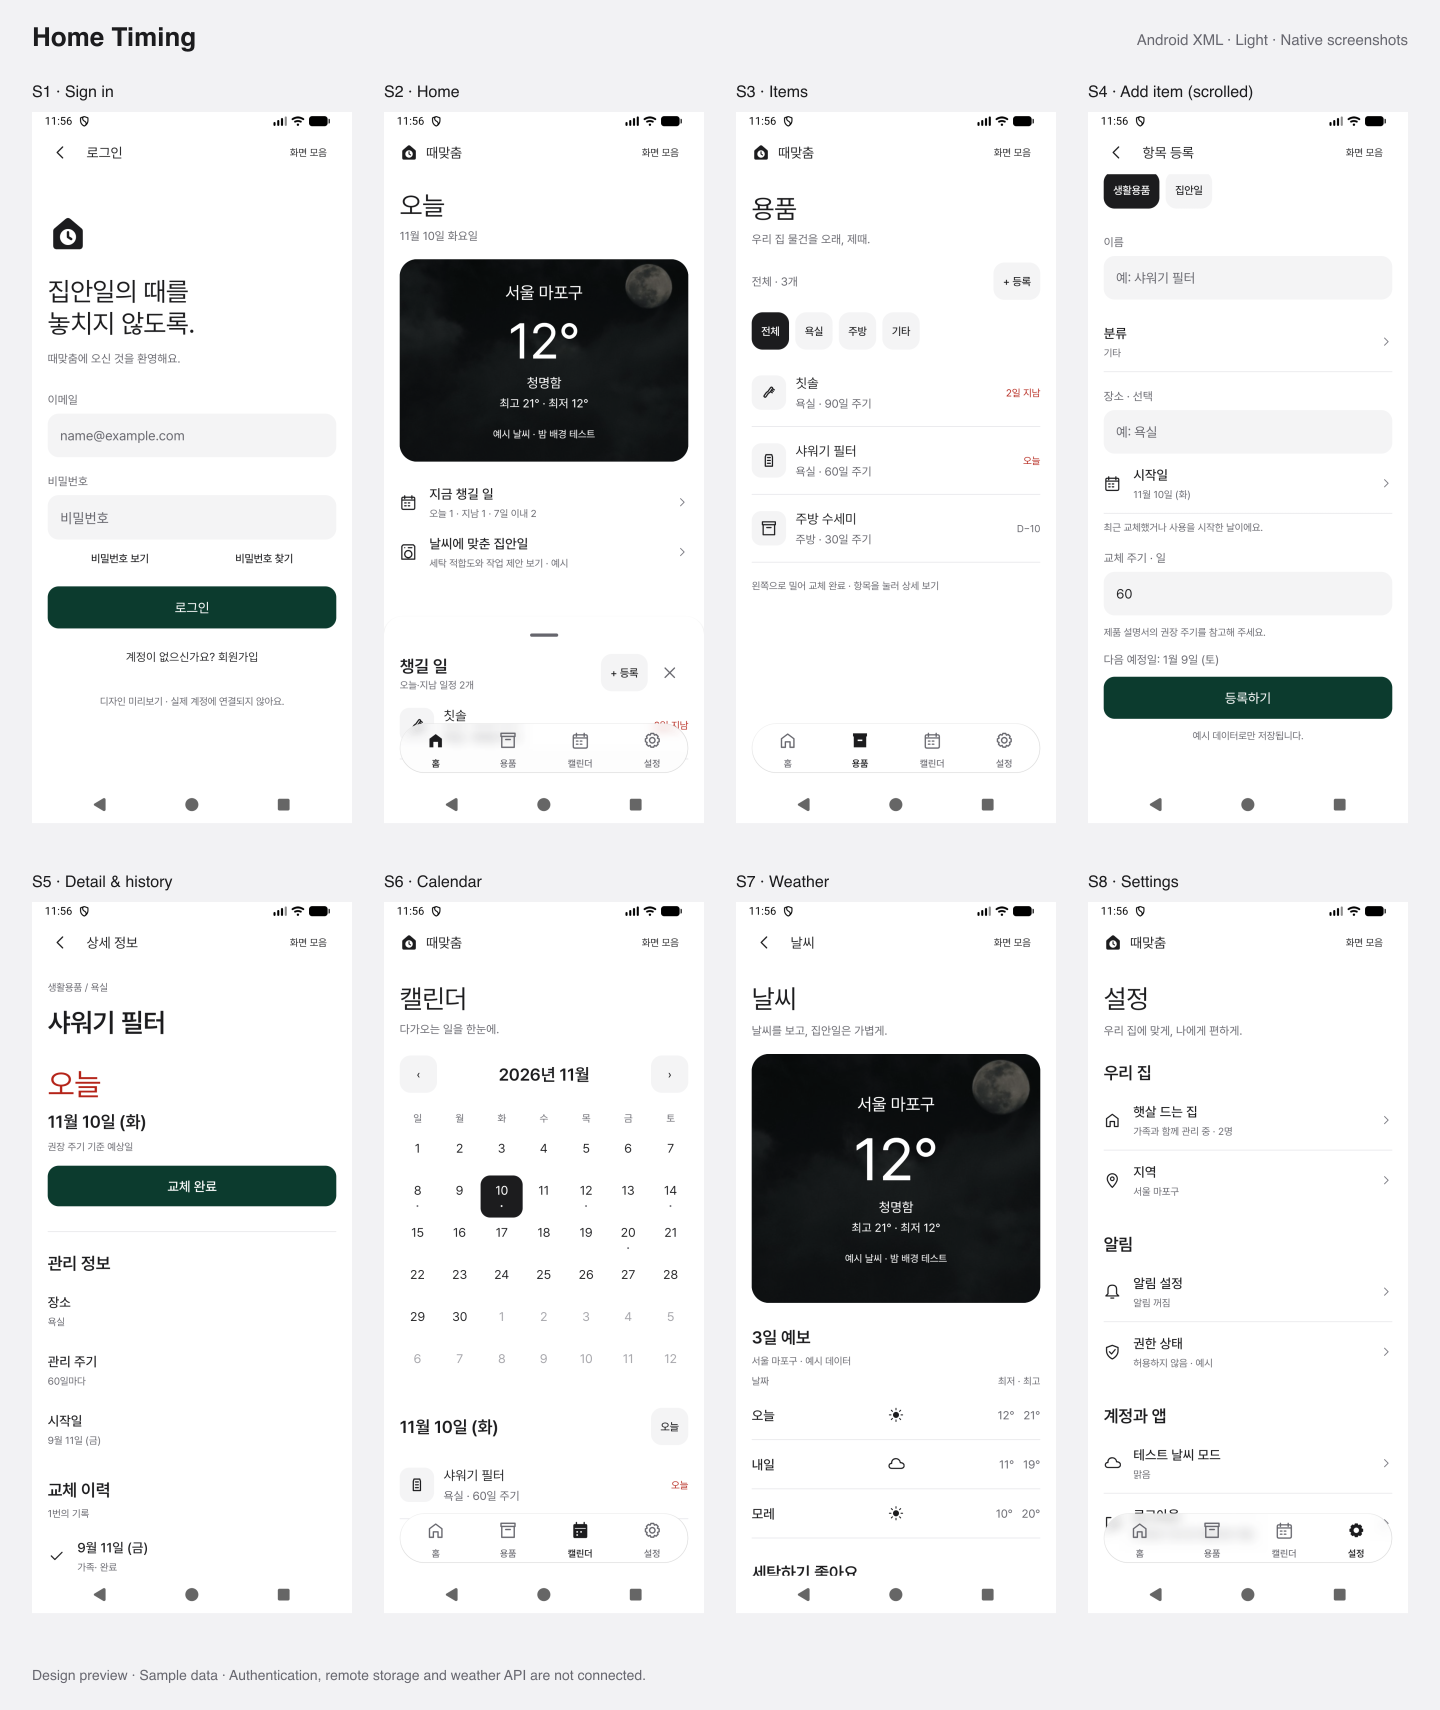 Home Timing
Android XML · Light · Native screenshots
S1 · Sign in
11:56
로그인
화면 모음
집안일의 때를
놓치지 않도록.
때맞춤에 오신 것을 환영해요.
이메일
name@example.com
비밀번호
비밀번호
비밀번호 보기
비밀번호 찾기
로그인
계정이 없으신가요? 회원가입
디자인 미리보기 · 실제 계정에 연결되지 않아요.
S2 · Home
11:56
때맞춤
화면 모음
오늘
11월 10일 화요일
서울 마포구
12°
청명함
최고 21° · 최저 12°
예시 날씨 · 밤 배경 테스트
지금 챙길 일
오늘 1 · 지남 1 · 7일 이내 2
날씨에 맞춘 집안일
세탁 적합도와 작업 제안 보기 · 예시
챙길 일
오늘·지남 일정 2개
+ 등록
칫솔
2일 지남
홈
용품
캘린더
설정
S3 · Items
11:56
때맞춤
화면 모음
용품
우리 집 물건을 오래, 제때.
전체 · 3개
+ 등록
전체
욕실
주방
기타
칫솔
욕실 · 90일 주기
2일 지남
샤워기 필터
욕실 · 60일 주기
오늘
주방 수세미
주방 · 30일 주기
D-10
왼쪽으로 밀어 교체 완료 · 항목을 눌러 상세 보기
홈
용품
캘린더
설정
S4 · Add item (scrolled)
11:56
항목 등록
화면 모음
생활용품
집안일
이름
예: 샤워기 필터
분류
기타
장소 · 선택
예: 욕실
시작일
11월 10일 (화)
최근 교체했거나 사용을 시작한 날이에요.
교체 주기 · 일
60
제품 설명서의 권장 주기를 참고해 주세요.
다음 예정일: 1월 9일 (토)
등록하기
예시 데이터로만 저장됩니다.
S5 · Detail & history
11:56
상세 정보
화면 모음
생활용품 / 욕실
샤워기 필터
오늘
11월 10일 (화)
권장 주기 기준 예상일
교체 완료
관리 정보
장소
욕실
관리 주기
60일마다
시작일
9월 11일 (금)
교체 이력
1번의 기록
9월 11일 (금)
가족· 완료
S6 · Calendar
11:56
때맞춤
화면 모음
캘린더
다가오는 일을 한눈에.
‹ 2026년 11월 ›
일 월 화 수 목 금 토
1 2 3 4 5 6 7
8 9 10 11 12 13 14
15 16 17 18 19 20 21
22 23 24 25 26 27 28
29 30 1 2 3 4 5
6 7 8 9 10 11 12
11월 10일 (화)
오늘
샤워기 필터
욕실 · 60일 주기
오늘
홈
용품
캘린더
설정
S7 · Weather
11:56
날씨
화면 모음
날씨
날씨를 보고, 집안일은 가볍게.
서울 마포구
12°
청명함
최고 21° · 최저 12°
예시 날씨 · 밤 배경 테스트
3일 예보
서울 마포구 · 예시 데이터
날짜
최저 · 최고
오늘
12° 21°
내일
11° 19°
모레
10° 20°
세탁하기 좋아요
S8 · Settings
11:56
때맞춤
화면 모음
설정
우리 집에 맞게, 나에게 편하게.
우리 집
햇살 드는 집
가족과 함께 관리 중 · 2명
지역
서울 마포구
알림
알림 설정
알림 꺼짐
권한 상태
허용하지 않음 · 예시
계정과 앱
테스트 날씨 모드
맑음
홈
용품
캘린더
설정
Design preview · Sample data · Authentication, remote storage and weather API are not connected.